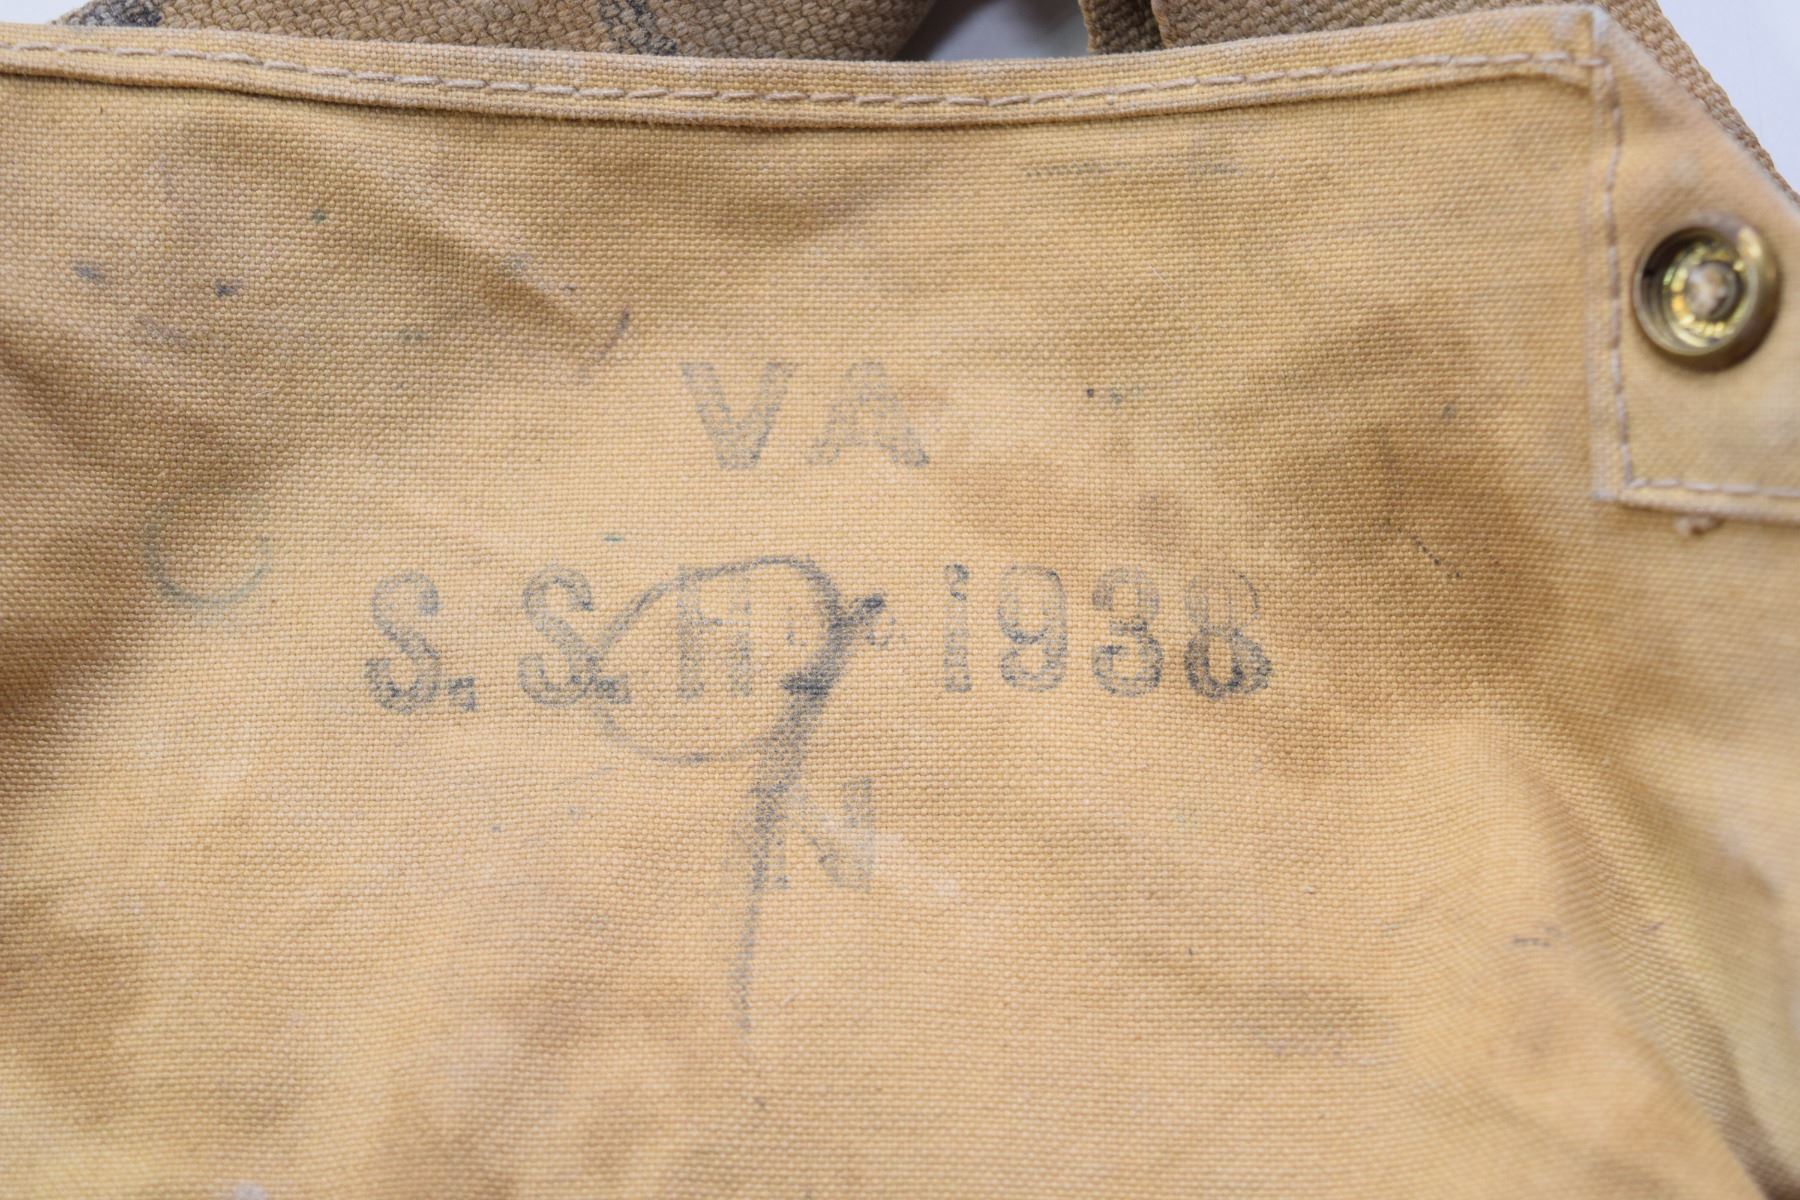 VA
S. S. H. 1938
N